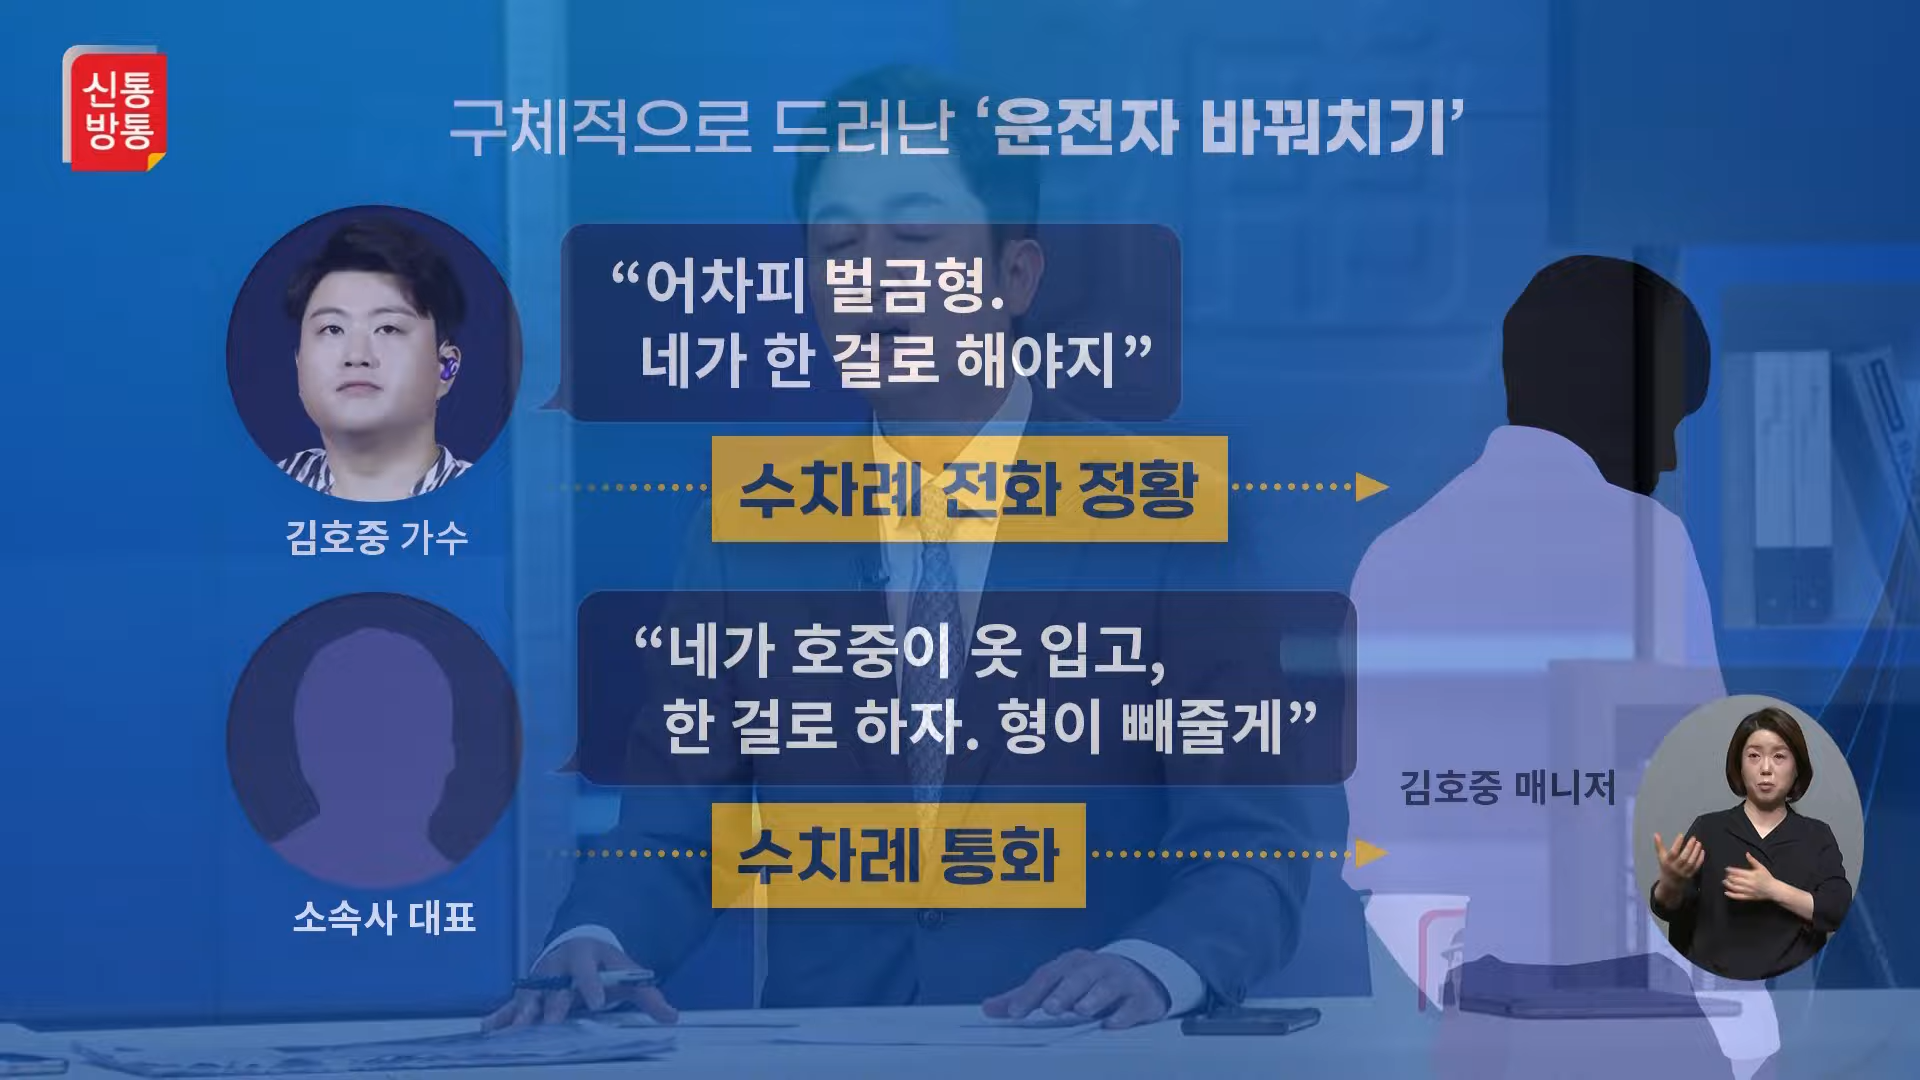 신통
방통
구체적으로 드러난 ‘운전자 바꿔치기’
“어차피 벌금형.
네가 한 걸로 해야지”
수차례 전화 정황
김호중 가수
“네가 호중이 옷 입고,
한 걸로 하자. 형이 빼줄게”
김호중 매니저
수차례 통화
소속사 대표